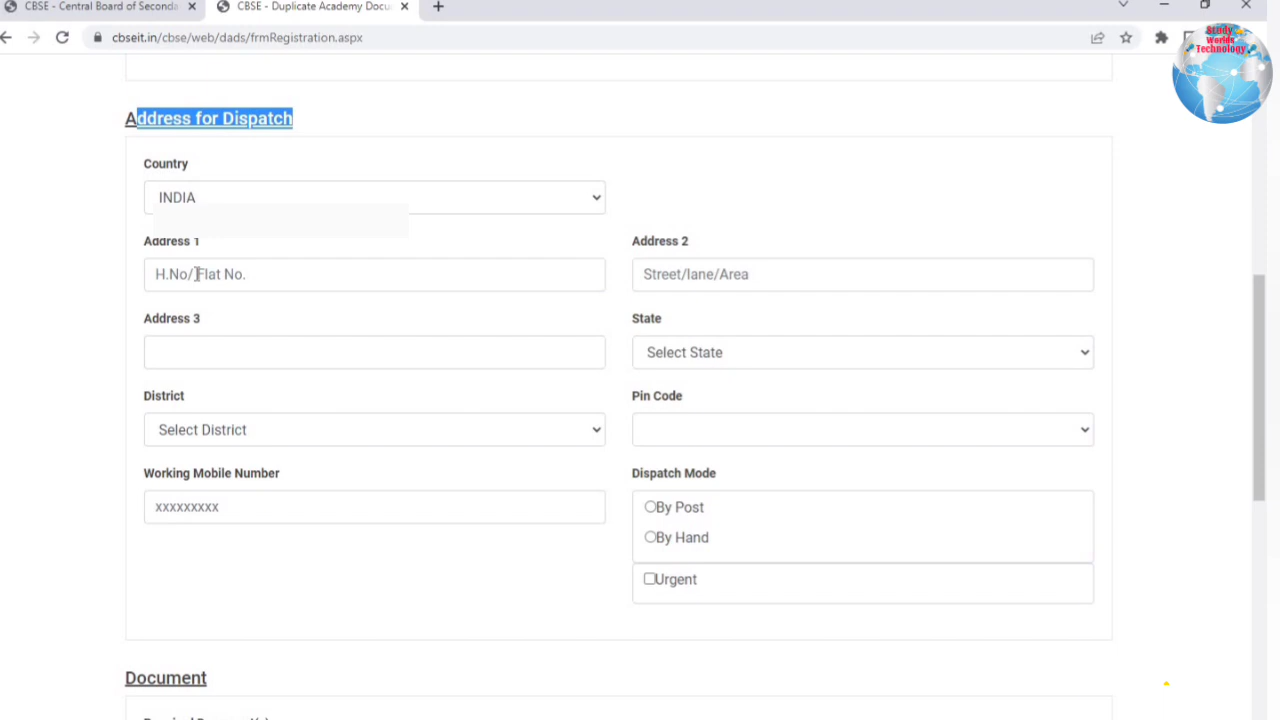 CBSE - Central Board of Seconda
CBSE - Duplicate Academy Docu
cbseit.in/cbse/web/dads/frmRegistration.aspx
Study
Worlds
Technology
Address for Dispatch
Country
INDIA
Address 1
Address 2
H.No/ Flat No.
Street/lane/Area
Address 3
State
Select State
District
Pin Code
Select District
Working Mobile Number
Dispatch Mode
xxxxxxxxx
By Post
By Hand
Urgent
Document